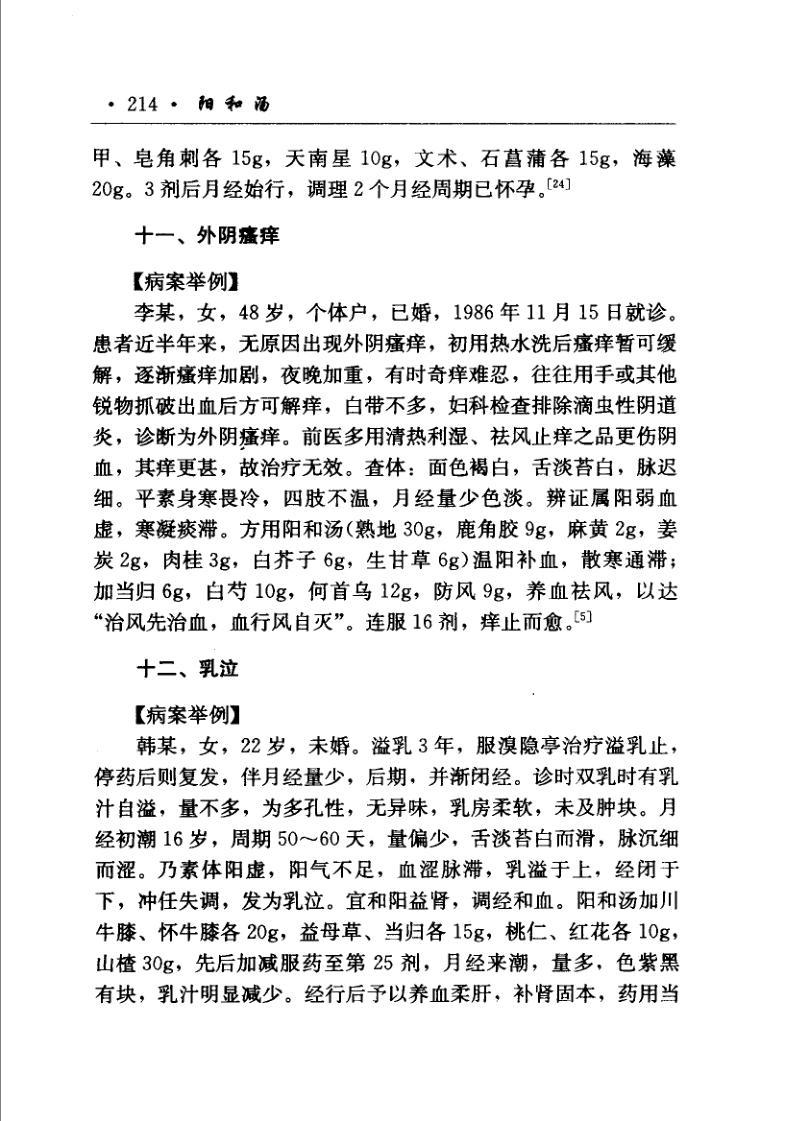 · 214 · 阳和汤
甲、皂角刺各 15g，天南星 10g，文术、石菖蒲各 15g，海藻
20g。3 剂后月经始行，调理 2 个月经周期已怀孕。[24]
十一、外阴瘙痒
【病案举例】
李某，女，48 岁，个体户，已婚，1986 年 11 月 15 日就诊。
患者近半年来，无原因出现外阴瘙痒，初用热水洗后瘙痒暂可缓
解，逐渐瘙痒加剧，夜晚加重，有时奇痒难忍，往往用手或其他
锐物抓破出血后方可解痒，白带不多，妇科检查排除滴虫性阴道
炎，诊断为外阴瘙痒。前医多用清热利湿、祛风止痒之品更伤阴
血，其痒更甚，故治疗无效。查体：面色褐白，舌淡苔白，脉迟
细。平素身寒畏冷，四肢不温，月经量少色淡。辨证属阳弱血
虚，寒凝痰滞。方用阳和汤(熟地 30g，鹿角胶 9g，麻黄 2g，姜
炭 2g，肉桂 3g，白芥子 6g，生甘草 6g)温阳补血，散寒通滞；
加当归 6g，白芍 10g，何首乌 12g，防风 9g，养血祛风，以达
“治风先治血，血行风自灭”。连服 16 剂，痒止而愈。[5]
十二、乳泣
【病案举例】
韩某，女，22 岁，未婚。溢乳 3 年，服溴隐亭治疗溢乳止，
停药后则复发，伴月经量少，后期，并渐闭经。诊时双乳时有乳
汁自溢，量不多，为多孔性，无异味，乳房柔软，未及肿块。月
经初潮 16 岁，周期 50～60 天，量偏少，舌淡苔白而滑，脉沉细
而涩。乃素体阳虚，阳气不足，血涩脉滞，乳溢于上，经闭于
下，冲任失调，发为乳泣。宜和阳益肾，调经和血。阳和汤加川
牛膝、怀牛膝各 20g，益母草、当归各 15g，桃仁、红花各 10g，
山楂 30g，先后加减服药至第 25 剂，月经来潮，量多，色紫黑
有块，乳汁明显减少。经行后予以养血柔肝，补肾固本，药用当